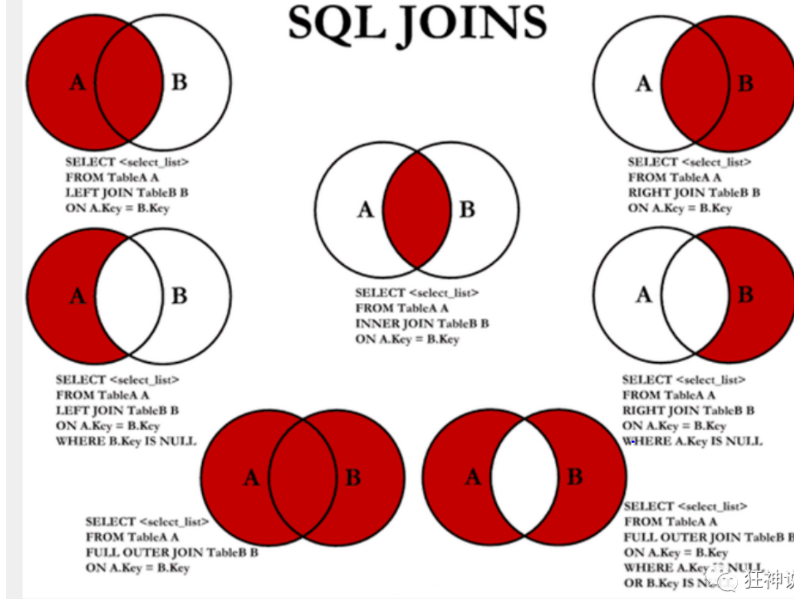 SQL JOINS
A
B
SELECT <select_list>
FROM TableA A
LEFT JOIN TableB B
ON A.Key = B.Key
A
B
SELECT <select_list>
FROM TableA A
RIGHT JOIN TableB B
ON A.Key = B.Key
A
B
SELECT <select_list>
FROM TableA A
INNER JOIN TableB B
ON A.Key = B.Key
A
B
SELECT <select_list>
FROM TableA A
LEFT JOIN TableB B
ON A.Key = B.Key
WHERE B.Key IS NULL
A
B
SELECT <select_list>
FROM TableA A
RIGHT JOIN TableB B
ON A.Key = B.Key
WHERE A.Key IS NULL
A
B
SELECT <select_list>
FROM TableA A
FULL OUTER JOIN TableB B
ON A.Key = B.Key
A
B
SELECT <select_list>
FROM TableA A
FULL OUTER JOIN TableB B
ON A.Key = B.Key
WHERE A.Key IS NULL
OR B.Key IS
狂神